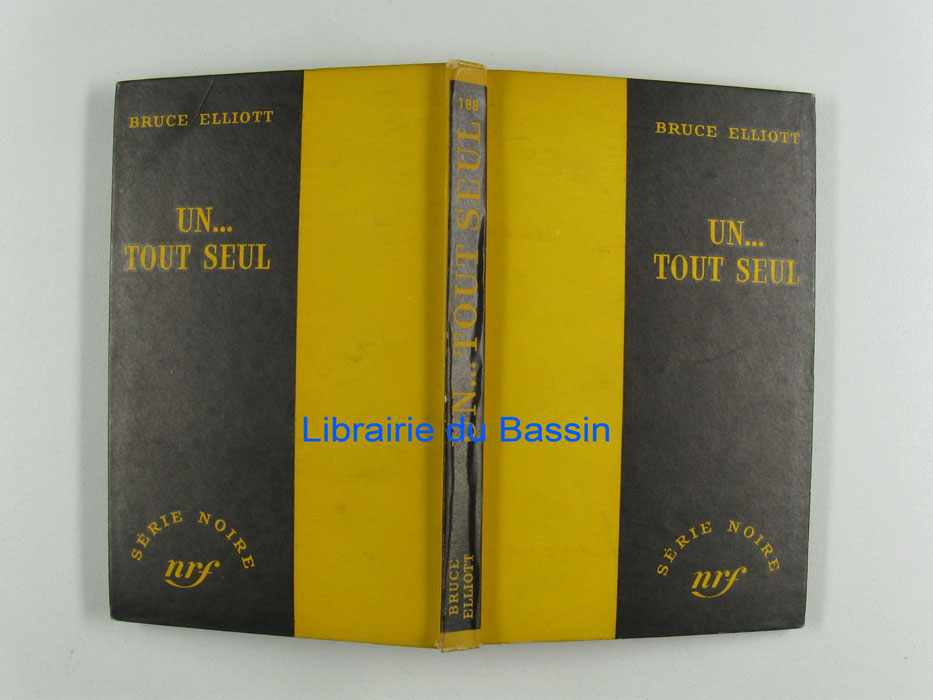 BRUCE ELLIOTT
UN...
TOUT SEUL
SÉRIE NOIRE
nrf
188
UN... TOUT SEUL
BRUCE
ELLIOTT
BRUCE ELLIOTT
UN...
TOUT SEUL
SÉRIE NOIRE
nrf
Librairie du Bassin